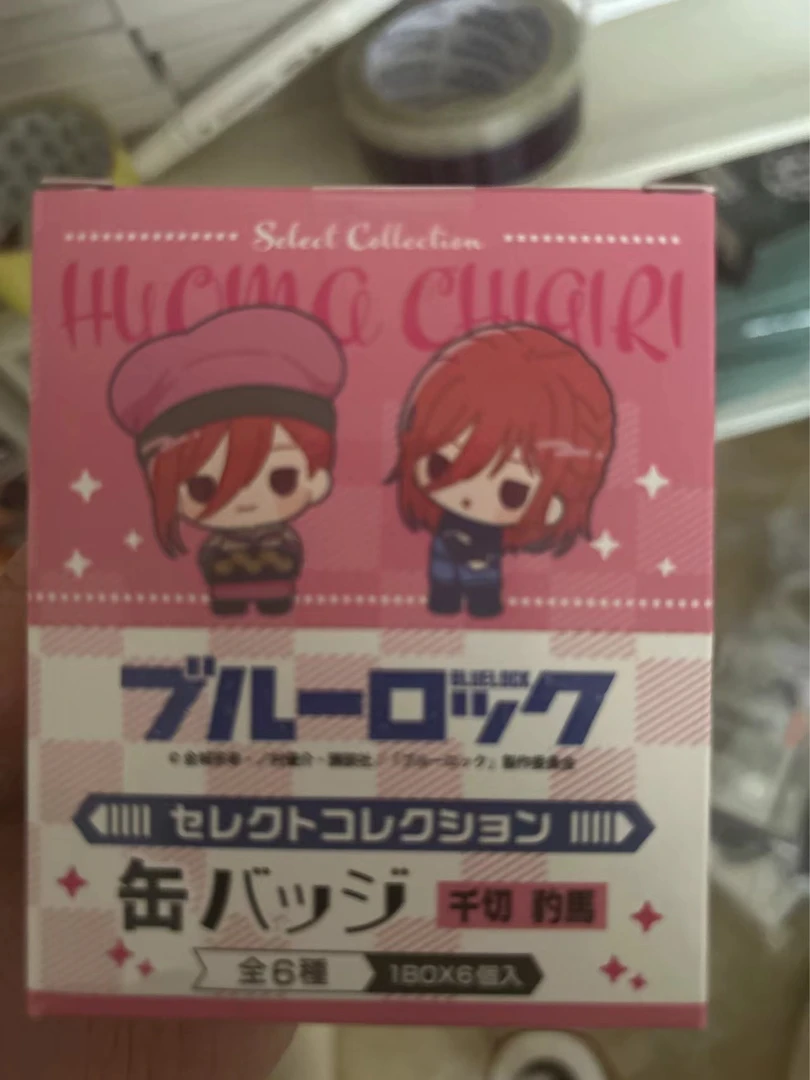 Select Collection
HYOMA CHIGIRI
BLUELOCK
ブルーロック
セレクトコレクション
缶バッジ 千切 豹馬
全6種 1BOX6個入